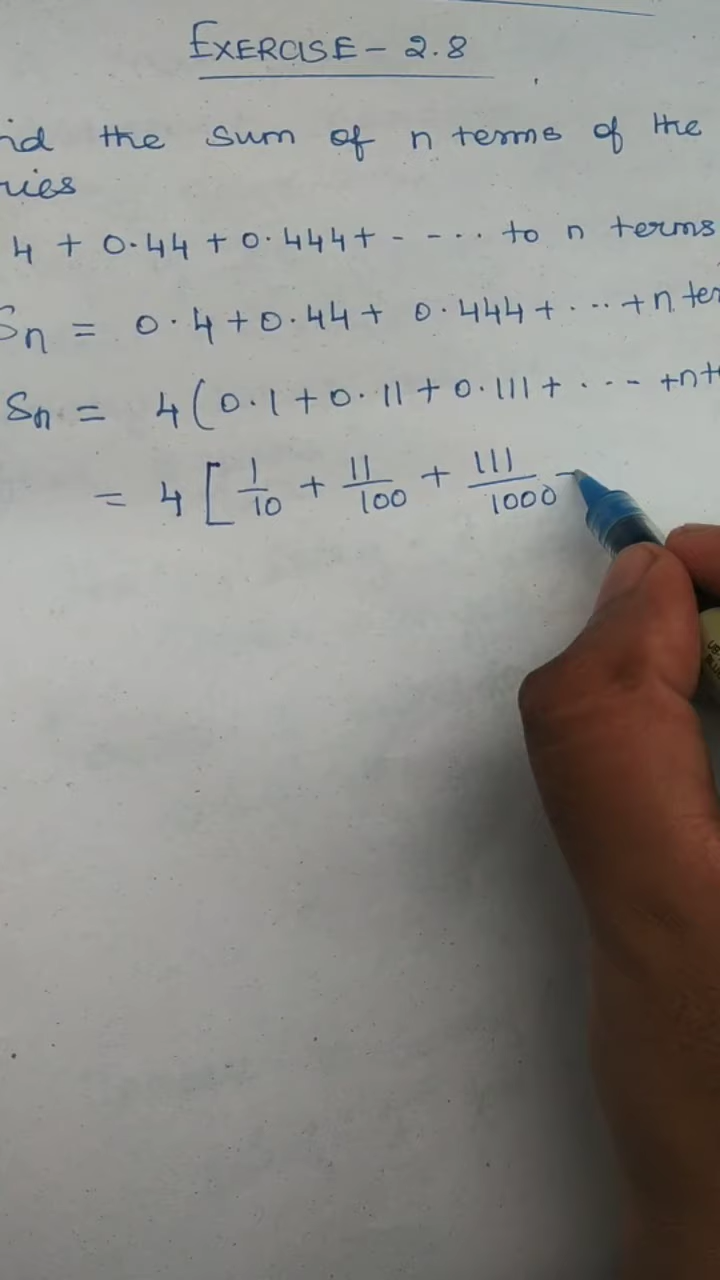 EXERCISE - 2.8
the sum of n terms of the
4 + 0.44 + 0.444 + - - ... to n terms
Sn = 0.4 + 0.44 + 0.444 + ... + n
Sn = 4 ( 0.1 + 0.11 + 0.111 + ... - + n
= 4 [ 1/10 + 11/100 + 111/1000 -